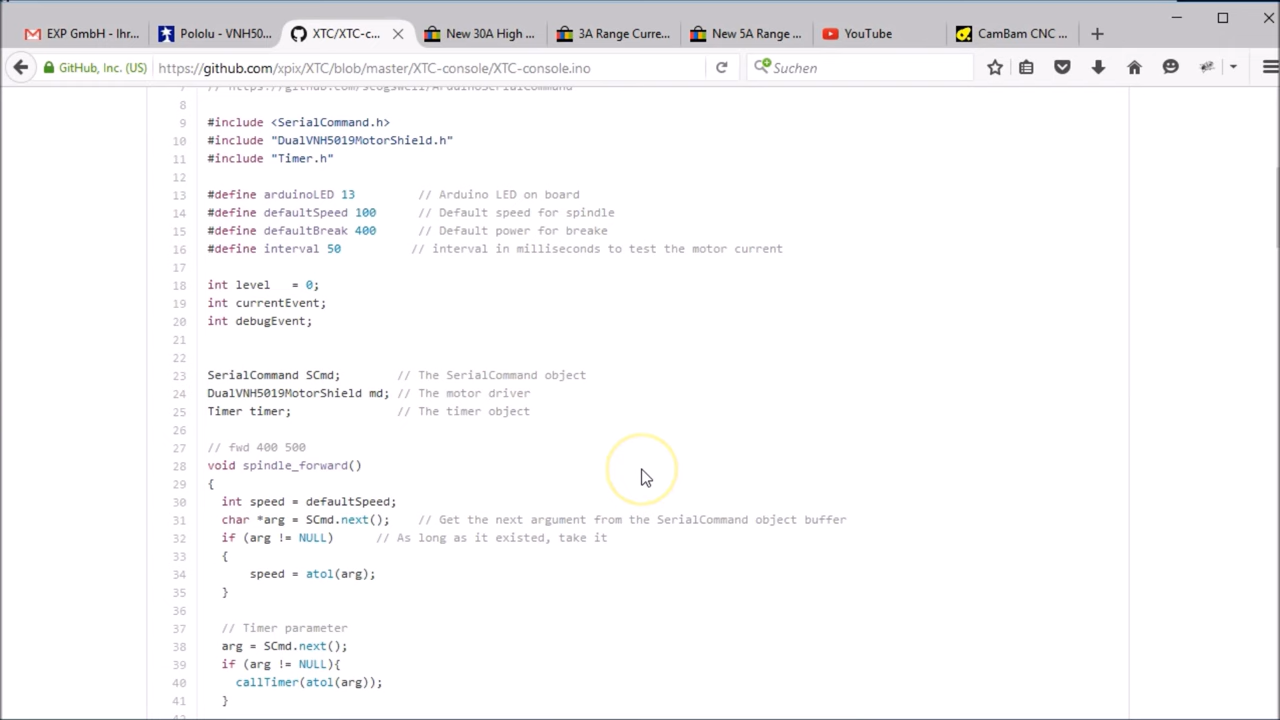 EXP GmbH - Ihr...
Pololu - VNH50...
XTC/XTC-c...
New 30A High ...
3A Range Curre...
New 5A Range ...
YouTube
CamBam CNC ...
GitHub, Inc. (US)
https://github.com/xpix/XTC/blob/master/XTC-console/XTC-console.ino
Suchen
7 // https://github.com/scogswell/ArduinoSerialCommand
8
9 #include <SerialCommand.h>
10 #include "DualVNH5019MotorShield.h"
11 #include "Timer.h"
12
13 #define arduinoLED 13 // Arduino LED on board
14 #define defaultSpeed 100 // Default speed for spindle
15 #define defaultBreak 400 // Default power for breake
16 #define interval 50 // interval in milliseconds to test the motor current
17
18 int level = 0;
19 int currentEvent;
20 int debugEvent;
21
22
23 SerialCommand SCmd; // The SerialCommand object
24 DualVNH5019MotorShield md; // The motor driver
25 Timer timer; // The timer object
26
27 // fwd 400 500
28 void spindle_forward()
29 {
30 int speed = defaultSpeed;
31 char *arg = SCmd.next(); // Get the next argument from the SerialCommand object buffer
32 if (arg != NULL) // As long as it existed, take it
33 {
34 speed = atol(arg);
35 }
36
37 // Timer parameter
38 arg = SCmd.next();
39 if (arg != NULL){
40 callTimer(atol(arg));
41 }